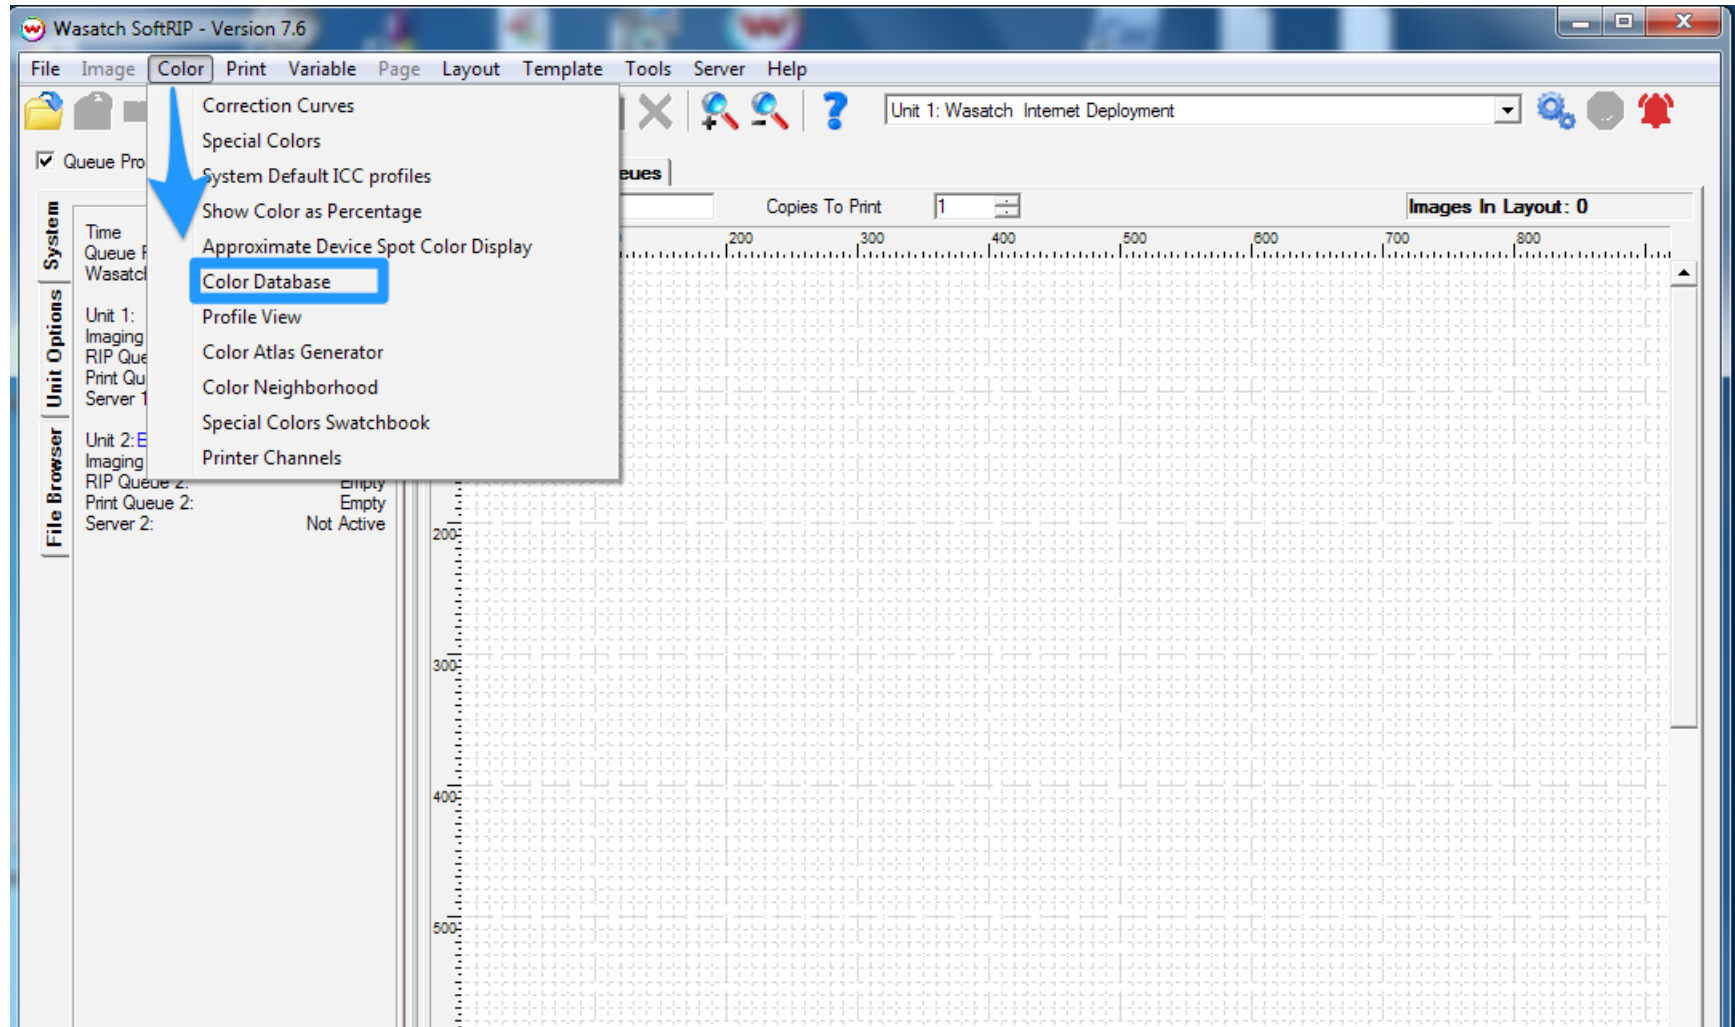 Wasatch SoftRIP - Version 7.6
File Image Color Print Variable Page Layout Template Tools Server Help
Correction Curves
Special Colors
System Default ICC profiles
Show Color as Percentage
Approximate Device Spot Color Display
Color Database
Profile View
Color Atlas Generator
Color Neighborhood
Special Colors Swatchbook
Printer Channels
Unit 1: Wasatch Internet Deployment
Queue Pro
eues
Copies To Print 1
Images In Layout: 0
System
Unit Options
File Browser
Time
Queue
Wasatch
Unit 1:
Imaging
RIP Que
Print Qu
Server 1
Unit 2: E
Imaging
RIP Queue 2: Empty
Print Queue 2: Empty
Server 2: Not Active
200 300 400 500 600 700 800
200
300
400
500